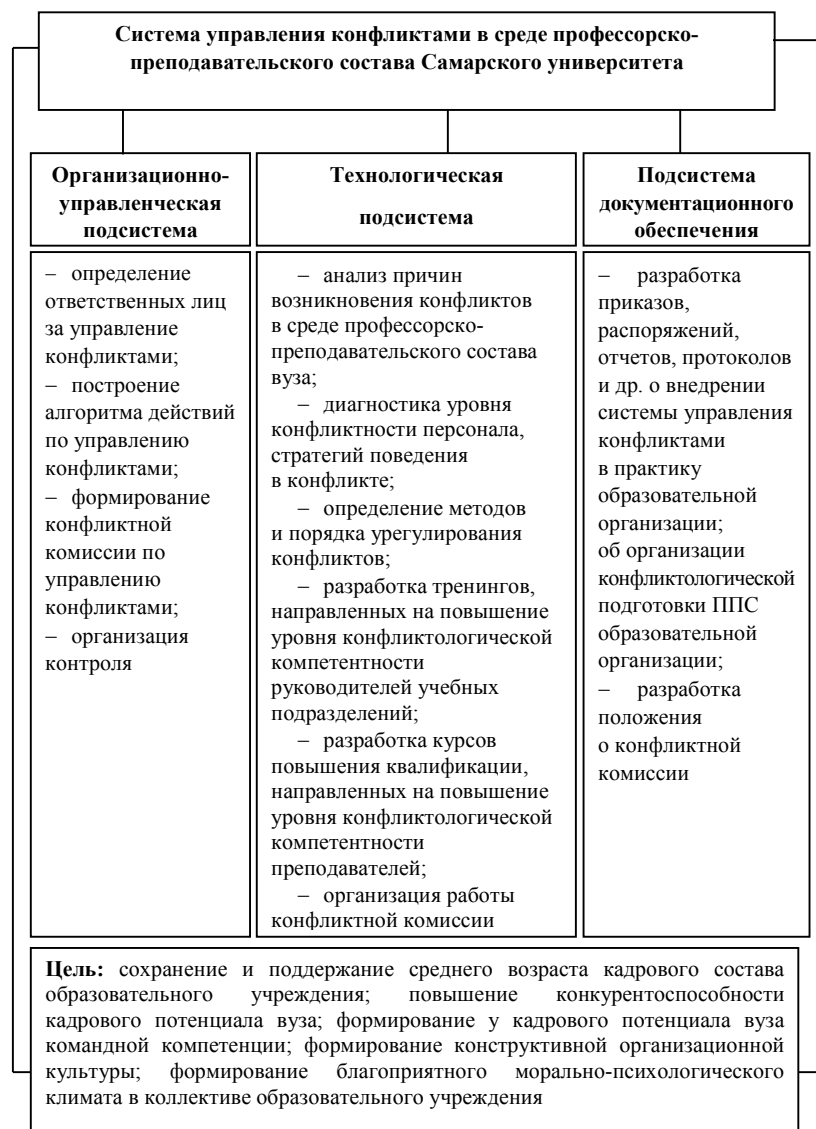 Система управления конфликтами в среде профессорско-
преподавательского состава Самарского университета
Организационно-
управленческая
подсистема
– определение
ответственных лиц
за управление
конфликтами;
– построение
алгоритма действий
по управлению
конфликтами;
– формирование
конфликтной
комиссии по
управлению
конфликтами;
– организация
контроля
Технологическая
подсистема
– анализ причин
возникновения конфликтов
в среде профессорско-
преподавательского состава
вуза;
– диагностика уровня
конфликтности персонала,
стратегий поведения
в конфликте;
– определение методов
и порядка урегулирования
конфликтов;
– разработка тренингов,
направленных на повышение
уровня конфликтологической
компетентности
руководителей учебных
подразделений;
– разработка курсов
повышения квалификации,
направленных на повышение
уровня конфликтологической
компетентности
преподавателей;
– организация работы
конфликтной комиссии
Подсистема
документационного
обеспечения
– разработка
приказов,
распоряжений,
отчетов, протоколов
и др. о внедрении
системы управления
конфликтами
в практику
образовательной
организации;
об организации
конфликтологической
подготовки ППС
образовательной
организации;
– разработка
положения
о конфликтной
комиссии
Цель: сохранение и поддержание среднего возраста кадрового состава
образовательного учреждения; повышение конкурентоспособности
кадрового потенциала вуза; формирование у кадрового потенциала вуза
командной компетенции; формирование конструктивной организационной
культуры; формирование благоприятного морально-психологического
климата в коллективе образовательного учреждения